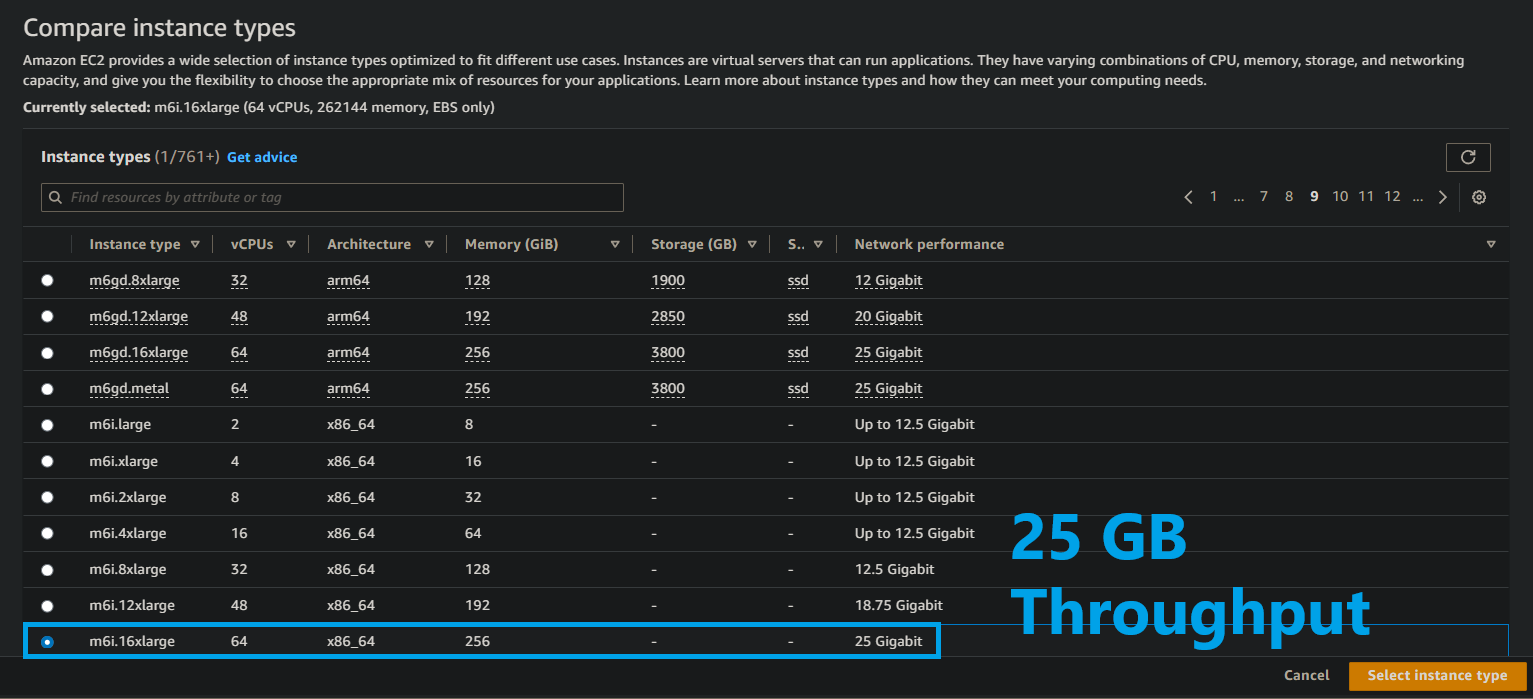 Compare instance types
Amazon EC2 provides a wide selection of instance types optimized to fit different use cases. Instances are virtual servers that can run applications. They have varying combinations of CPU, memory, storage, and networking
capacity, and give you the flexibility to choose the appropriate mix of resources for your applications. Learn more about instance types and how they can meet your computing needs.
Currently selected: m6i.16xlarge (64 vCPUs, 262144 memory, EBS only)
Instance types (1/761+) Get advice
Find resources by attribute or tag
1 ... 7 8 9 10 11 12 ...
Instance type vCPUs Architecture Memory (GiB) Storage (GB) S.. Network performance
m6gd.8xlarge 32 arm64 128 1900 ssd 12 Gigabit
m6gd.12xlarge 48 arm64 192 2850 ssd 20 Gigabit
m6gd.16xlarge 64 arm64 256 3800 ssd 25 Gigabit
m6gd.metal 64 arm64 256 3800 ssd 25 Gigabit
m6i.large 2 x86_64 8 - - Up to 12.5 Gigabit
m6i.xlarge 4 x86_64 16 - - Up to 12.5 Gigabit
m6i.2xlarge 8 x86_64 32 - - Up to 12.5 Gigabit
m6i.4xlarge 16 x86_64 64 - - Up to 12.5 Gigabit
m6i.8xlarge 32 x86_64 128 - - 12.5 Gigabit
m6i.12xlarge 48 x86_64 192 - - 18.75 Gigabit
m6i.16xlarge 64 x86_64 256 - - 25 Gigabit
25 GB
Throughput
Cancel Select instance type